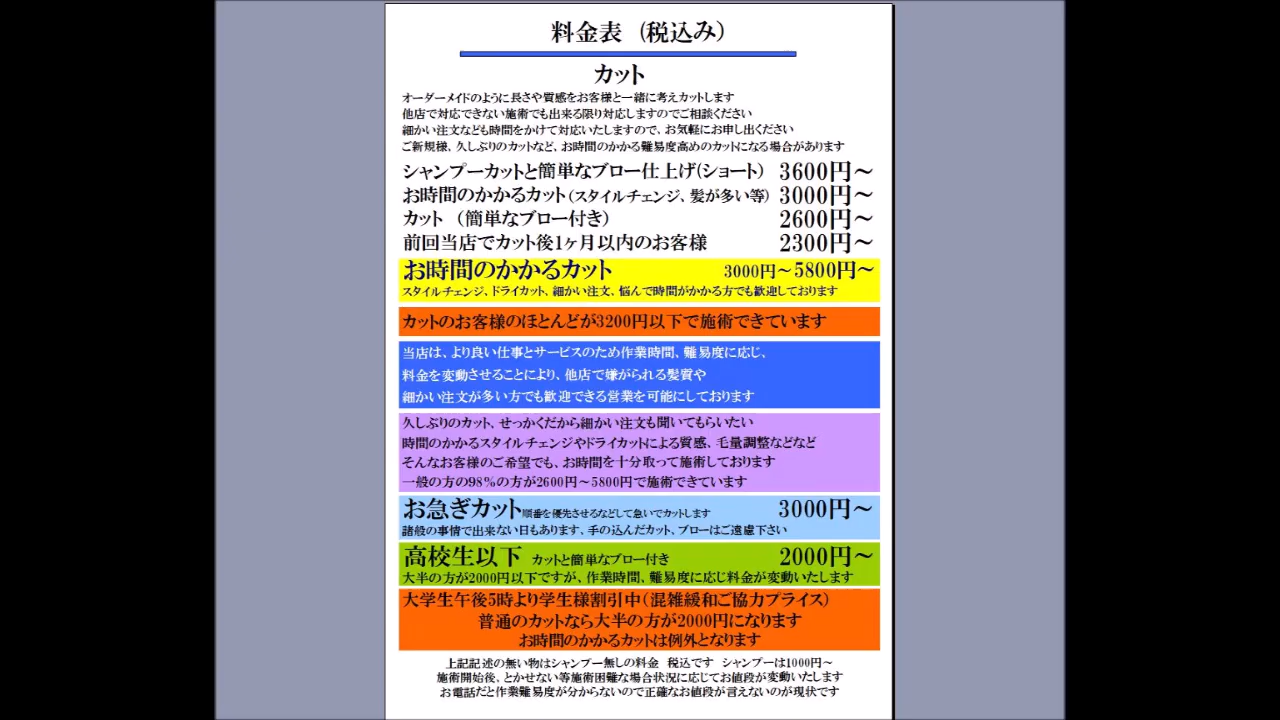 料金表 (税込み)
カット
オーダーメイドのように長さや質感をお客様と一緒に考えカットします
他店で対応できない施術でも出来る限り対応しますのでご相談ください
細かい注文なども時間をかけて対応いたしますので、お気軽にお申し出ください
ご新規様、久しぶりのカットなど、お時間のかかる難易度高めのカットになる場合があります
シャンプーカットと簡単なブロー仕上げ(ショート) 3600円～
お時間のかかるカット(スタイルチェンジ、髪が多い等) 3000円～
カット (簡単なブロー付き) 2600円～
前回当店でカット後1ヶ月以内のお客様 2300円～
お時間のかかるカット 3000円～5800円～
スタイルチェンジ、ドライカット、細かい注文、悩んで時間がかかる方でも歓迎しております
カットのお客様のほとんどが3200円以下で施術できています
当店は、より良い仕事とサービスのため作業時間、難易度に応じ、
料金を変動させることにより、他店で嫌がられる髪質や
細かい注文が多い方でも歓迎できる営業を可能にしております
久しぶりのカット、せっかくだから細かい注文も聞いてもらいたい
時間のかかるスタイルチェンジやドライカットによる質感、毛量調整などなど
そんなお客様のご希望でも、お時間を十分取って施術しております
一般の方の98%の方が2600円～5800円で施術できています
お急ぎカット順番を優先させるなどして急いでカットします 3000円～
諸般の事情で出来ない日もあります、手の込んだカット、ブローはご遠慮下さい
高校生以下 カットと簡単なブロー付き 2000円～
大半の方が2000円以下ですが、作業時間、難易度に応じ料金が変動いたします
大学生午後5時より学生様割引中(混雑緩和ご協力プライス)
普通のカットなら大半の方が2000円になります
お時間のかかるカットは例外となります
上記記述の無い物はシャンプー無しの料金 税込です シャンプーは1000円～
施術開始後、とかせない等施術困難な場合状況に応じてお値段が変動いたします
お電話だと作業難易度が分からないので正確なお値段が言えないのが現状です